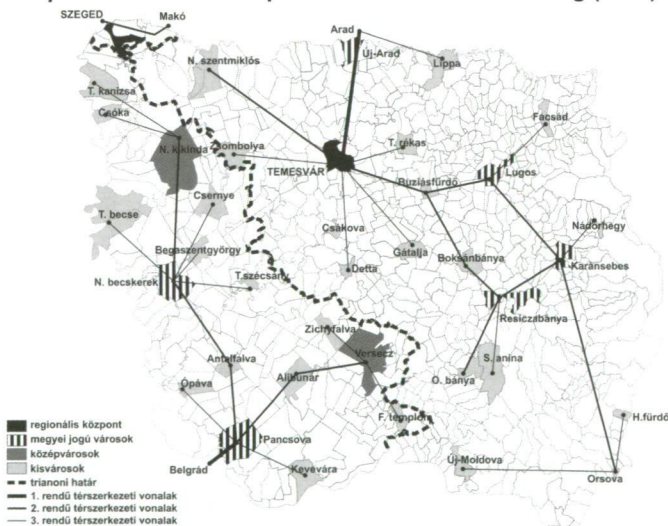 SZEGED
Makó
Arad
Új-Arad
Lippa
N. szentmiklós
T. kanizsa
Csóka
N. kikinda
Zsombolya
TEMESVÁR
T. rékas
Facsád
Buziásfürdő
Lugos
Csernye
T. becse
Csákova
Gátalja
Nádorhegy
Begaszentgyörgy
Boksánbánya
Karánsebes
N. becskerek
T.szécsány
Detta
Resiczabánya
Zichyfalva
Versecz
Antalfalva
Alibunár
O. bánya
S. anina
Ópáva
F. templom
H.fürdő
Pancsova
Belgrád
Kevevára
Új-Moldova
Orsova
regionális központ
megyei jogú városok
középvárosok
kisvárosok
trianoni határ
1. rendű térszerkezeti vonalak
2. rendű térszerkezeti vonalak
3. rendű térszerkezeti vonalak